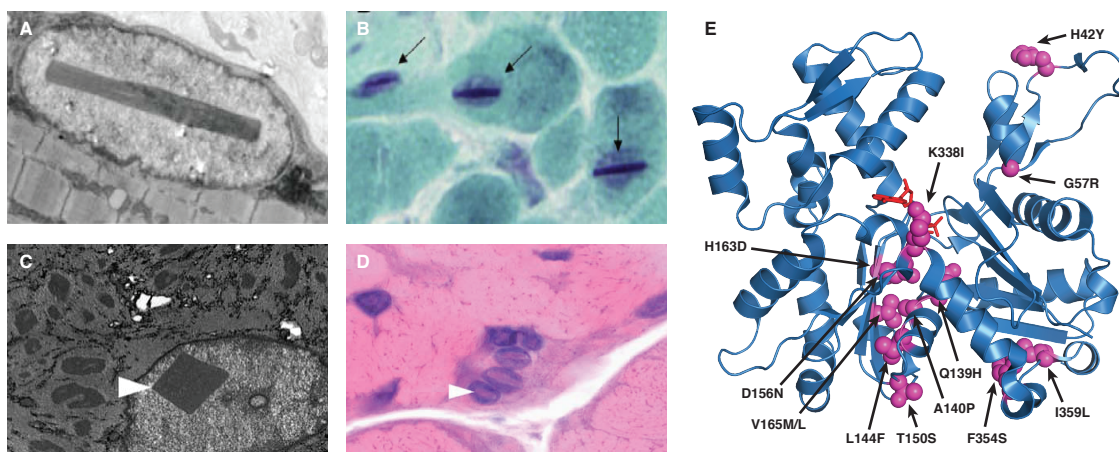 A
B
C
D
E
H42Y
K338I
G57R
H163D
D156N
V165M/L
L144F
T150S
A140P
Q139H
F354S
I359L